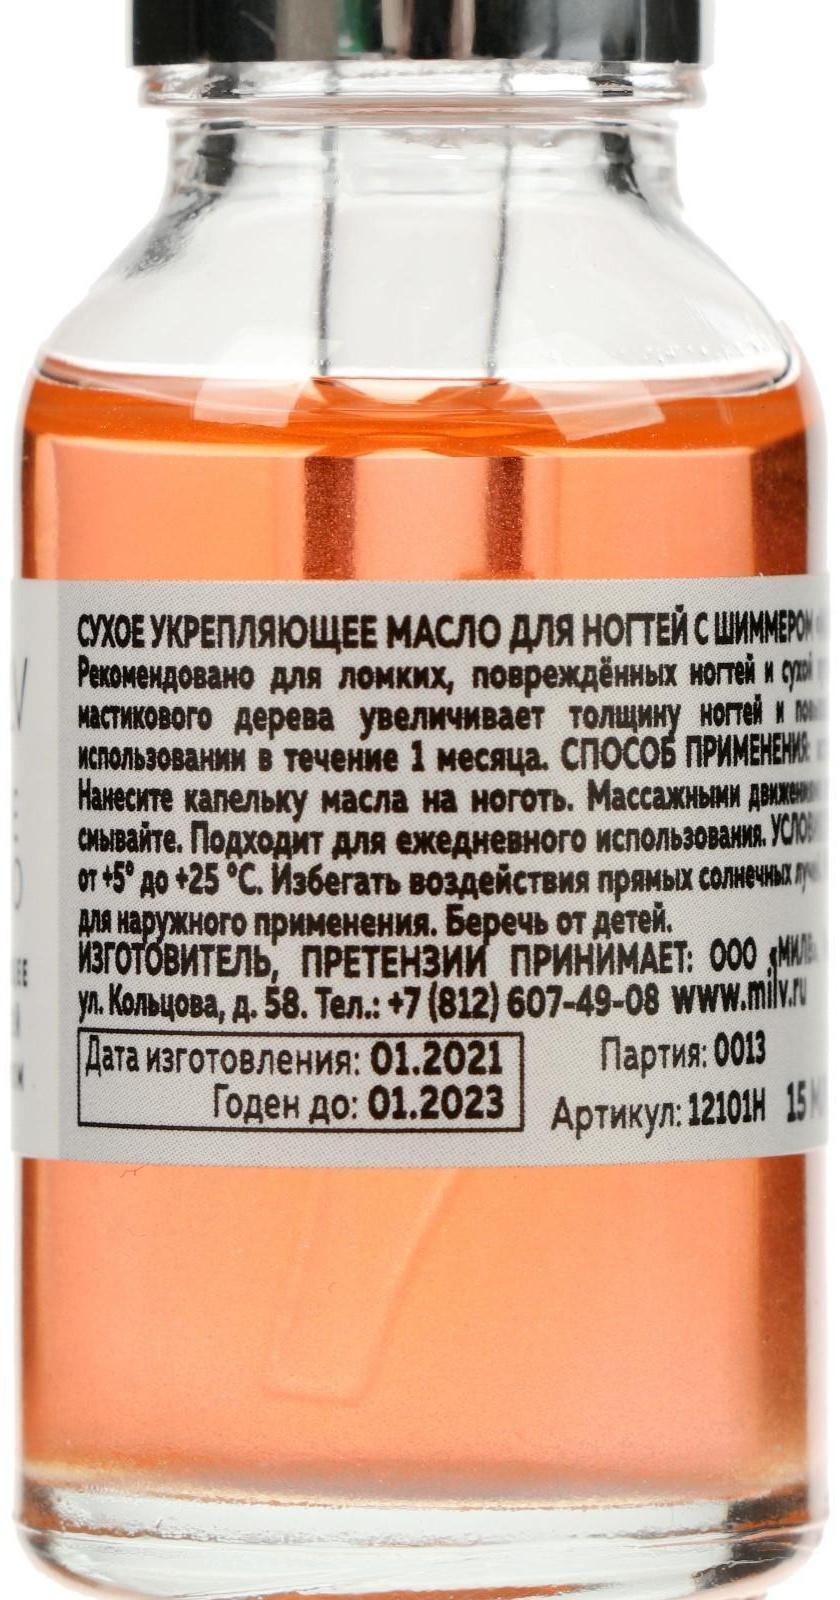 СУХОЕ УКРЕПЛЯЮЩЕЕ МАСЛО ДЛЯ НОГТЕЙ С ШИММЕРОМ
Рекомендовано для ломких, повреждённых ногтей и сухой
мастикового дерева увеличивает толщину ногтей и
использовании в течение 1 месяца. СПОСОБ ПРИМЕНЕНИЯ:
Нанесите капельку масла на ноготь. Массажными
смывайте. Подходит для ежедневного использования.
от +5° до +25 °С. Избегать воздействия прямых солнечных
для наружного применения. Беречь от детей.
ИЗГОТОВИТЕЛЬ, ПРЕТЕНЗИИ ПРИНИМАЕТ: ООО
ул. Кольцова, д. 58. Тел.: +7 (812) 607-49-08 www.milv.ru
Дата изготовления: 01.2021 Партия: 0013
Годен до: 01.2023 Артикул: 12101Н 15